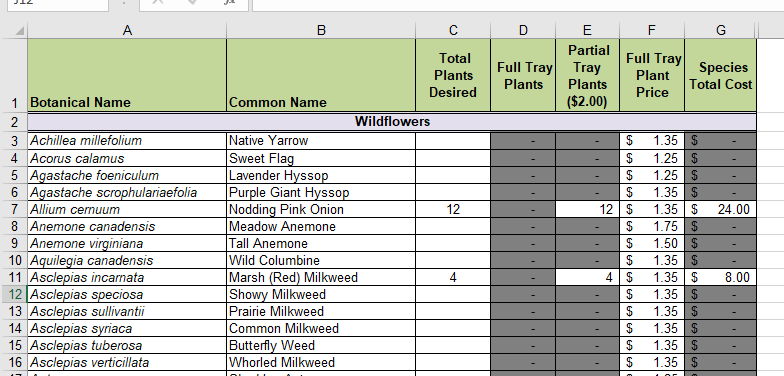 J12
A B C D E F G
1 Botanical Name Common Name Total Plants Desired Full Tray Plants Partial Tray Plants ($2.00) Full Tray Plant Price Species Total Cost
2 Wildflowers
3 Achillea millefolium Native Yarrow - - $ 1.35 $ -
4 Acorus calamus Sweet Flag - - $ 1.25 $ -
5 Agastache foeniculum Lavender Hyssop - - $ 1.25 $ -
6 Agastache scrophulariaefolia Purple Giant Hyssop - - $ 1.35 $ -
7 Allium cernuum Nodding Pink Onion 12 - 12 $ 1.35 $ 24.00
8 Anemone canadensis Meadow Anemone - - $ 1.75 $ -
9 Anemone virginiana Tall Anemone - - $ 1.50 $ -
10 Aquilegia canadensis Wild Columbine - - $ 1.35 $ -
11 Asclepias incarnata Marsh (Red) Milkweed 4 - 4 $ 1.35 $ 8.00
12 Asclepias speciosa Showy Milkweed - - $ 1.35 $ -
13 Asclepias sullivantii Prairie Milkweed - - $ 1.35 $ -
14 Asclepias syriaca Common Milkweed - - $ 1.35 $ -
15 Asclepias tuberosa Butterfly Weed - - $ 1.35 $ -
16 Asclepias verticillata Whorled Milkweed - - $ 1.35 $ -